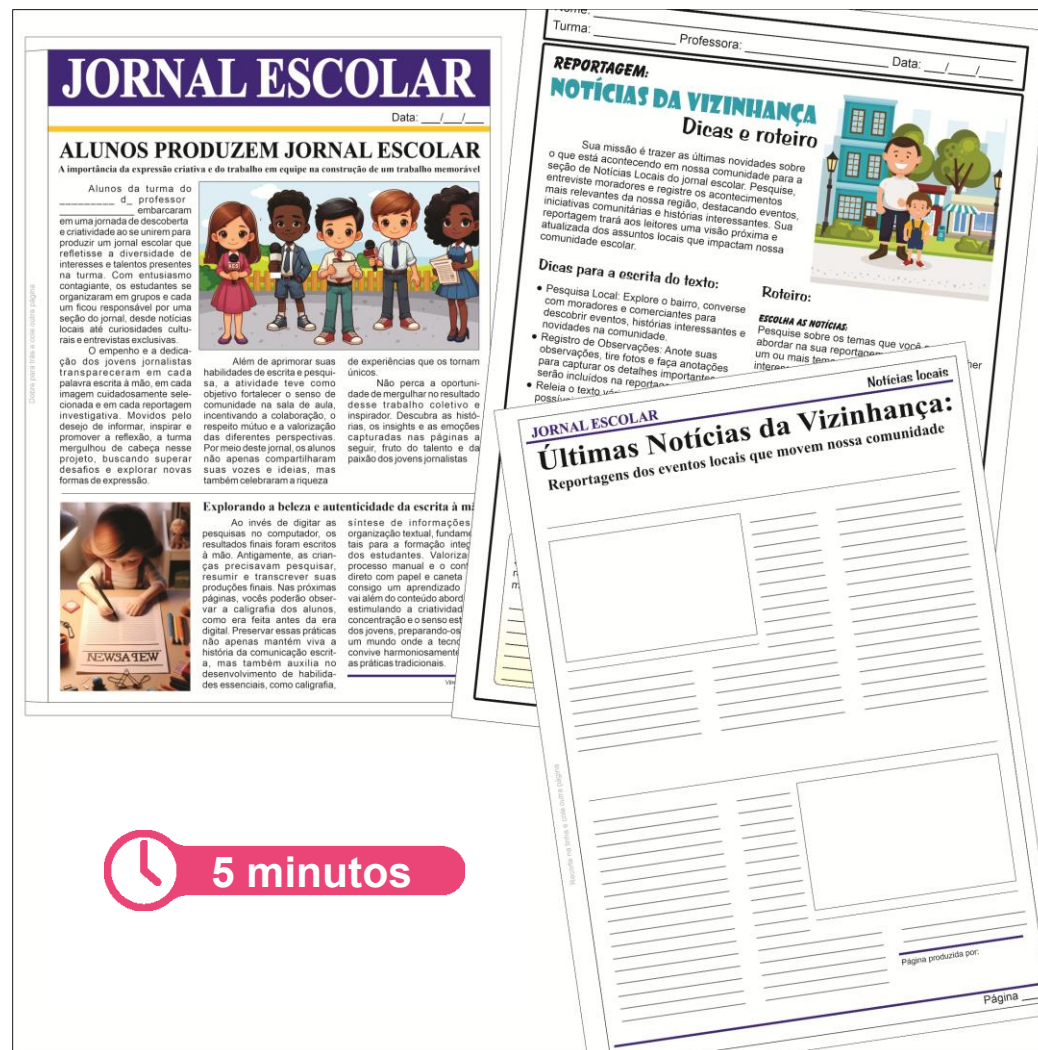 JORNAL ESCOLAR
Data: ___/___/___
ALUNOS PRODUZEM JORNAL ESCOLAR
A importância da expressão criativa e do trabalho em equipe na construção de um trabalho memorável
Alunos da turma do
__________ d_ professor
____________ embarcaram
em uma jornada de descoberta
e criatividade ao se unirem para
produzir um jornal escolar que
refletisse a diversidade de
interesses e talentos presentes
na turma. Com entusiasmo
contagiante, os estudantes se
organizaram em grupos e cada
um ficou responsável por uma
seção do jornal, desde notícias
locais até curiosidades cultu-
rais e entrevistas exclusivas.
O empenho e a dedica-
ção dos jovens jornalistas
transpareceram em cada
palavra escrita à mão, em cada
imagem cuidadosamente sele-
cionada e em cada reportagem
investigativa. Movidos pelo
desejo de informar, inspirar e
promover a reflexão, a turma
mergulhou de cabeça nesse
projeto, buscando superar
desafios e explorar novas
formas de expressão.
Além de aprimorar suas
habilidades de escrita e pesqui-
sa, a atividade teve como
objetivo fortalecer o senso de
comunidade na sala de aula,
incentivando a colaboração, o
respeito mútuo e a valorização
das diferentes perspectivas.
Por meio deste jornal, os alunos
não apenas compartilharam
suas vozes e ideias, mas
também celebraram a riqueza
de experiências que os tornam
únicos.
Não perca a oportuni-
dade de mergulhar no resultado
desse trabalho coletivo e
inspirador. Descubra as histó-
rias, os insights e as emoções
capturadas nas páginas a
seguir, fruto do talento e da
paixão dos jovens jornalistas
Dobre para trás e cole outra página
NEWSATEW
Explorando a beleza e autenticidade da escrita à m
Ao invés de digitar as
pesquisas no computador, os
resultados finais foram escritos
à mão. Antigamente, as crian-
ças precisavam pesquisar,
resumir e transcrever suas
produções finais. Nas próximas
páginas, vocês poderão obser-
var a caligrafia dos alunos,
como era feita antes da era
digital. Preservar essas práticas
não apenas mantém viva a
história da comunicação escri-
a, mas também auxilia no
desenvolvimento de habilida-
des essenciais, como caligrafia,
síntese de informações
organização textual, fundame
tais para a formação integ
dos estudantes. Valoriza
processo manual e o con
direto com papel e caneta
consigo um aprendizado
vai além do conteúdo abord
estimulando a criatividad
concentração e o senso est
dos jovens, preparando-os
um mundo onde a tecno
convive harmoniosamente
as práticas tradicionais.
Nome:
Turma: ____________ Professora: ____________________ Data: ___/___/___
REPORTAGEM:
NOTÍCIAS DA VIZINHANÇA
Dicas e roteiro
Sua missão é trazer as últimas novidades sobre
o que está acontecendo em nossa comunidade para a
seção de Notícias Locais do jornal escolar. Pesquise,
entreviste moradores e registre os acontecimentos
mais relevantes da nossa região, destacando eventos,
iniciativas comunitárias e histórias interessantes. Sua
reportagem trará aos leitores uma visão próxima e
atualizada dos assuntos locais que impactam nossa
comunidade escolar.
Dicas para a escrita do texto:
• Pesquisa Local: Explore o bairro, converse
com moradores e comerciantes para
descobrir eventos, histórias interessantes e
novidades na comunidade.
• Registro de Observações: Anote suas
observações, tire fotos e faça anotações
para capturar os detalhes importantes
serão incluídos na reportag
• Releia o texto vá
possív
Roteiro:
ESCOLHA AS NOTÍCIAS:
Pesquise sobre os temas que você
abordar na sua reportagem
um ou mais tem
interes
JORNAL ESCOLAR
Notícias locais
Últimas Notícias da Vizinhança:
Reportagens dos eventos locais que movem nossa comunidade
Recorte na linha e cole outra página
Página produzida por:
Página ___
5 minutos